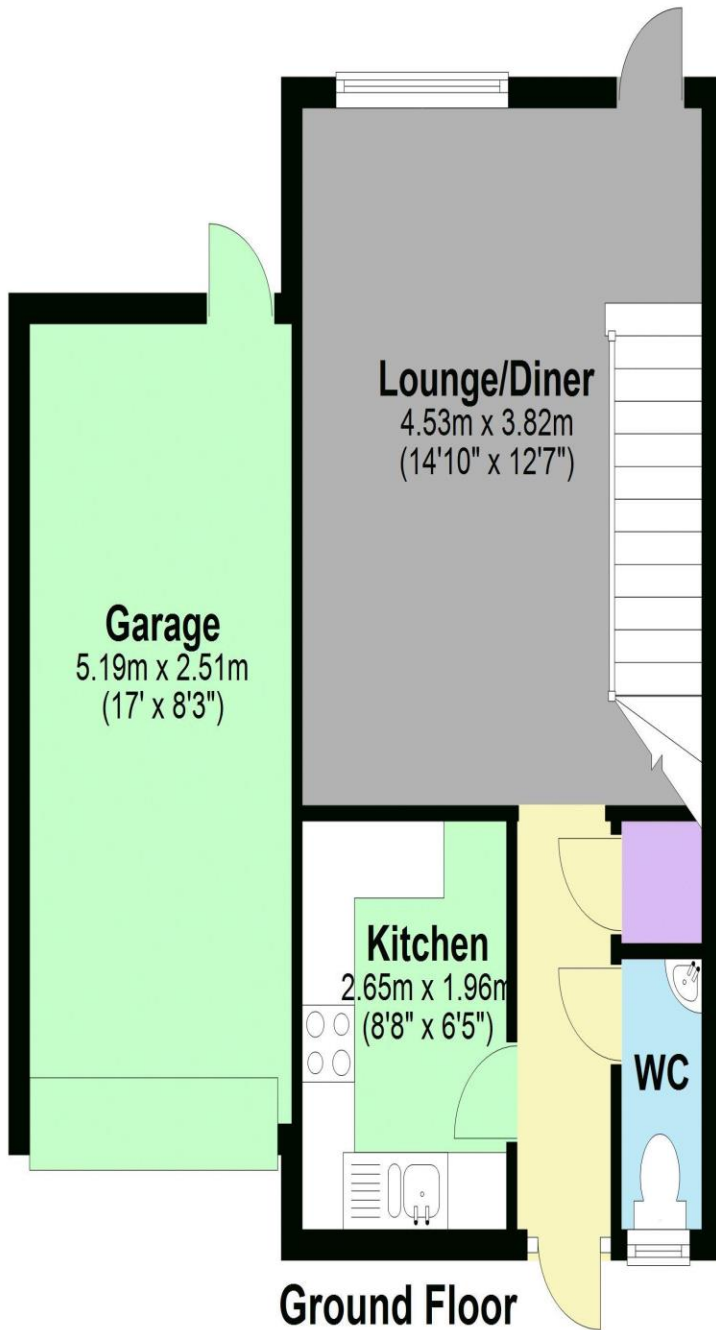 Lounge/Diner
4.53m x 3.82m
(14'10" x 12'7")
Garage
5.19m x 2.51m
(17' x 8'3")
Kitchen
2.65m x 1.96m
(8'8" x 6'5")
WC
Ground Floor